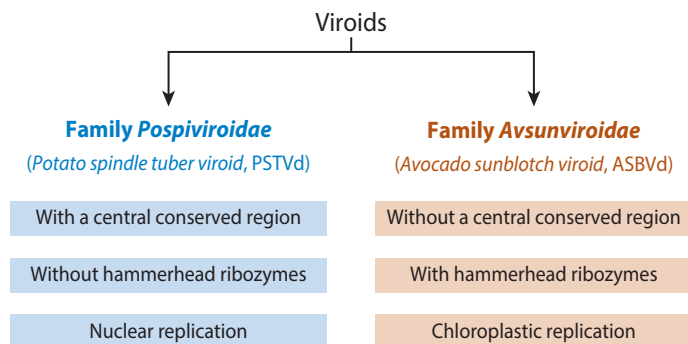 Viroids
Family Pospiviroidae
(Potato spindle tuber viroid, PSTVd)
With a central conserved region
Without hammerhead ribozymes
Nuclear replication
Family Avsunviroidae
(Avocado sunblotch viroid, ASBVd)
Without a central conserved region
With hammerhead ribozymes
Chloroplastic replication